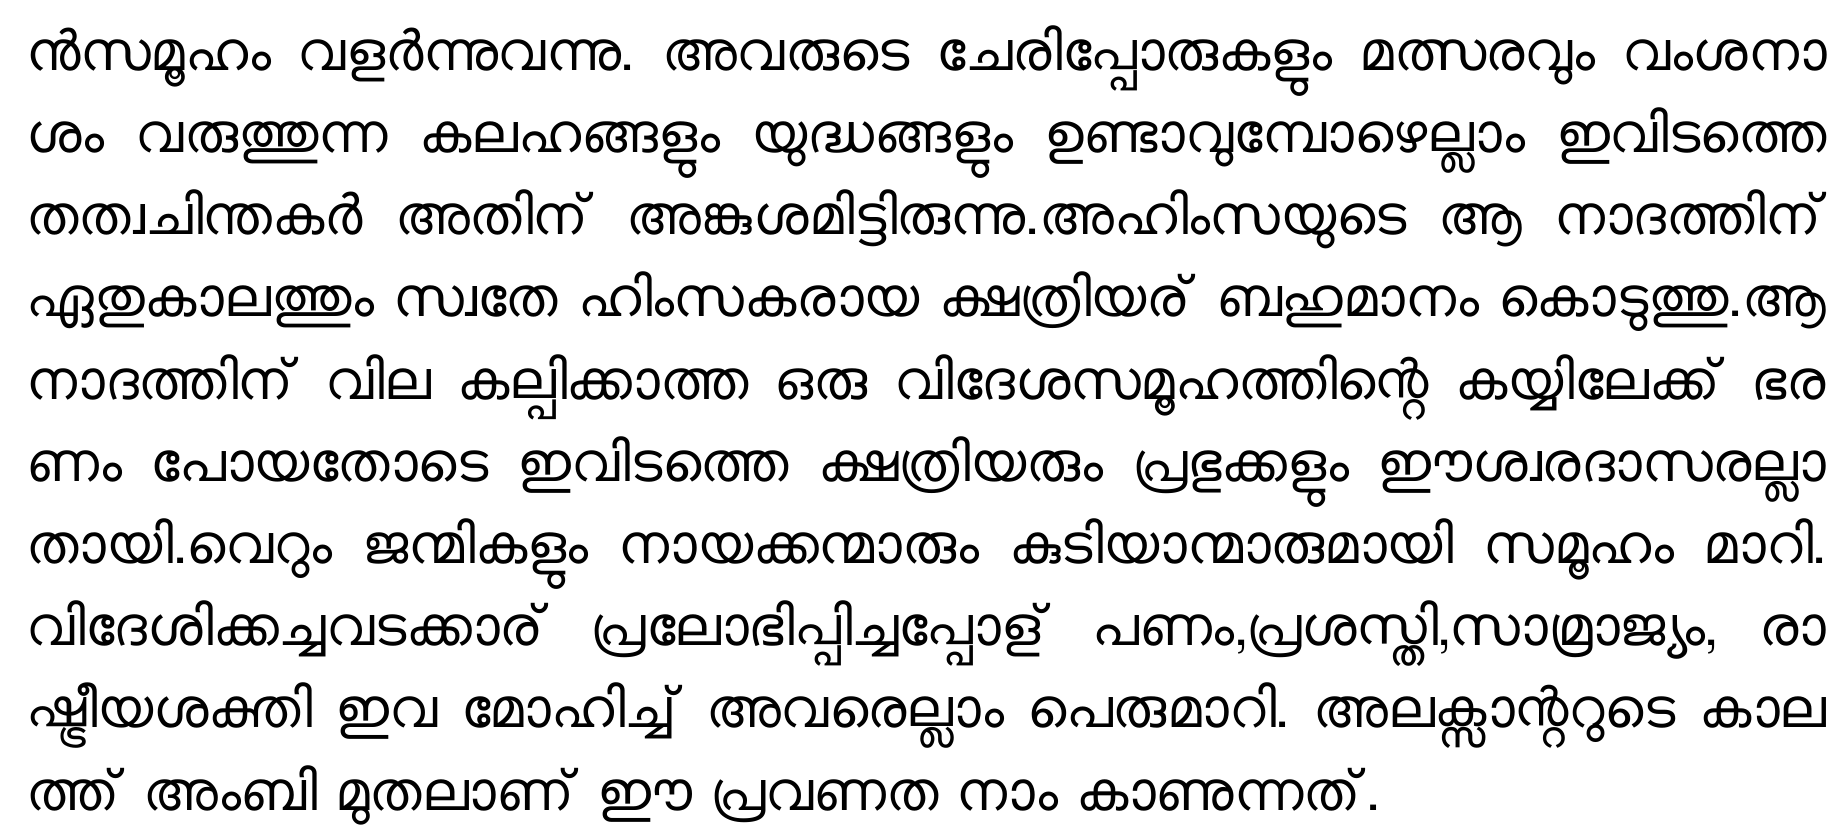 ൻസമൂഹം വളർന്നുവന്നു. അവരുടെ ചേരിപ്പോരുകളും മത്സരവും വംശനാ
ശം വരുത്തുന്ന കലഹങ്ങളും യുദ്ധങ്ങളും ഉണ്ടാവുമ്പോഴെല്ലാം ഇവിടത്തെ
തത്വചിന്തകർ അതിന് അങ്കുശമിട്ടിരുന്നു.അഹിംസയുടെ ആ നാദത്തിന്
ഏതുകാലത്തും സ്വതേ ഹിംസകരായ ക്ഷത്രിയര് ബഹുമാനം കൊടുത്തു.ആ
നാദത്തിന് വില കല്പിക്കാത്ത ഒരു വിദേശസമൂഹത്തിന്റെ കയ്യിലേക്ക് ഭര
ണം പോയതോടെ ഇവിടത്തെ ക്ഷത്രിയരും പ്രഭുക്കളും ഈശ്വരദാസരല്ലാ
തായി.വെറും ജന്മികളും നായക്കന്മാരും കുടിയാന്മാരുമായി സമൂഹം മാറി.
വിദേശിക്കച്ചവടക്കാര് പ്രലോഭിപ്പിച്ചപ്പോള് പണം,പ്രശസ്തി,സാമ്രാജ്യം, രാ
ഷ്ട്രീയശക്തി ഇവ മോഹിച്ച് അവരെല്ലാം പെരുമാറി. അലക്സാന്ററുടെ കാല
ത്ത് അംബി മുതലാണ് ഈ പ്രവണത നാം കാണുന്നത്.